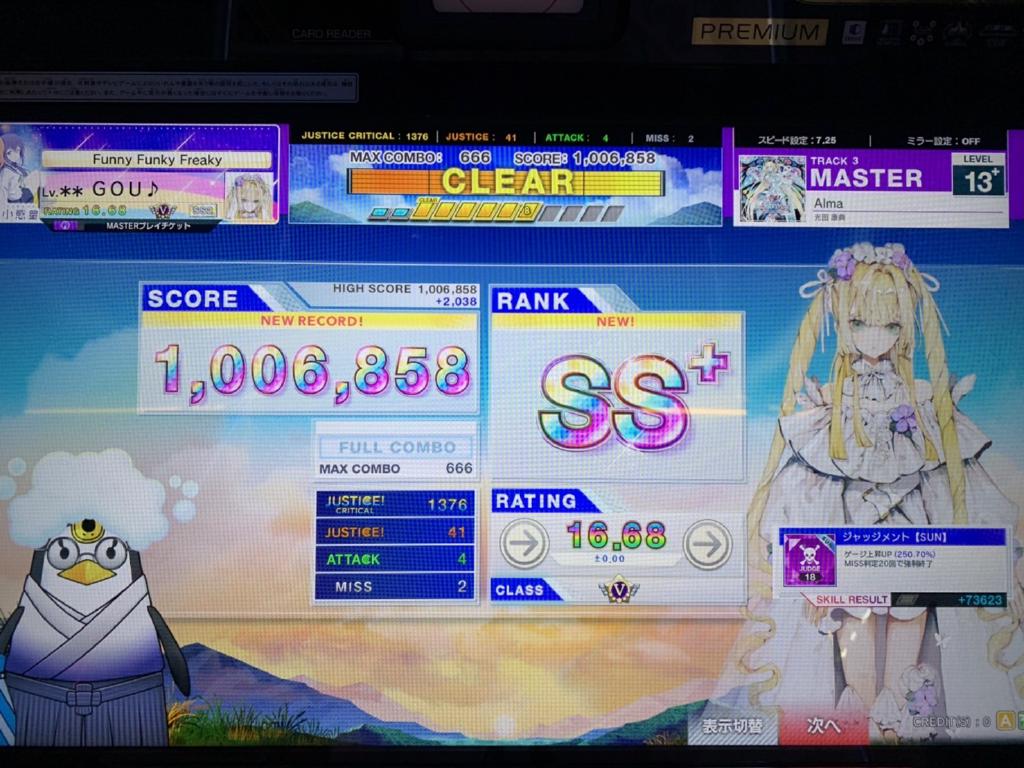 CARD READER
PREMIUM
JUSTICE CRITICAL : 1376 | JUSTICE : 41 | ATTACK : 4 | MISS : 2
スピード設定 : 7.25 | ミラー設定 : OFF
Funny Funky Freaky
Lv.** GOU♪
RATING 16.68
MASTERプレイチケット
MAX COMBO: 666 SCORE: 1,006,858
CLEAR
CLEAR
TRACK 3
MASTER
LEVEL
13+
Alma
光田 康典
SCORE
HIGH SCORE 1,006,858
+2,038
NEW RECORD!
1,006,858
RANK
NEW!
SS+
FULL COMBO
MAX COMBO 666
JUSTICE! CRITICAL 1376
JUSTICE! 41
ATTACK 4
MISS 2
RATING
16.68
±0.00
CLASS
V
ジャッジメント【SUN】
ゲージ上昇UP (250.70%)
MISS判定20回で強制終了
JUDGE
18
SKILL RESULT +73623
表示切替
次へ
CREDIT(S) : 0 A